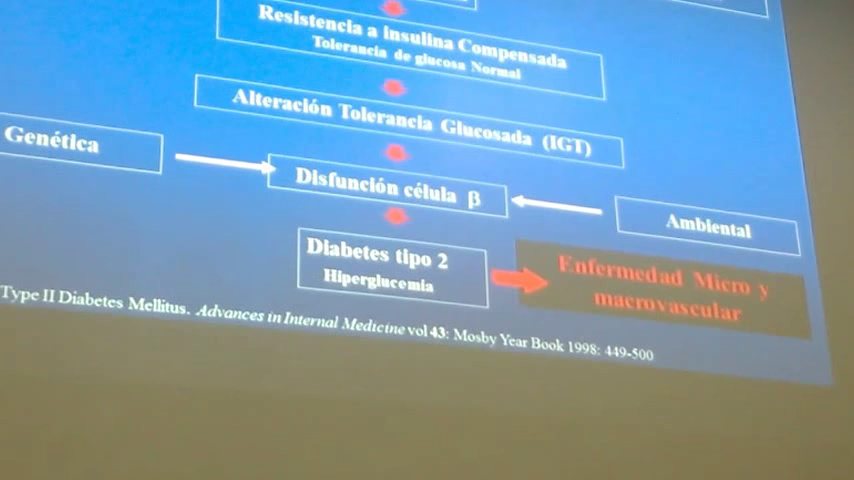 Resistencia a insulina Compensada
Tolerancia de glucosa Normal
Alteración Tolerancia Glucosada (IGT)
Genética
Disfunción célula β
Ambiental
Diabetes tipo 2
Hiperglucemia
Enfermedad Micro y
macrovascular
Type II Diabetes Mellitus. Advances in Internal Medicine vol 43: Mosby Year Book 1998: 449-500